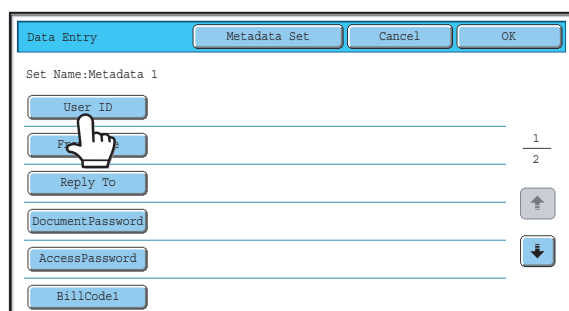 Data Entry Metadata Set Cancel OK
Set Name:Metadata 1
User ID
1
2
Reply To
DocumentPassword
AccessPassword
BillCode1